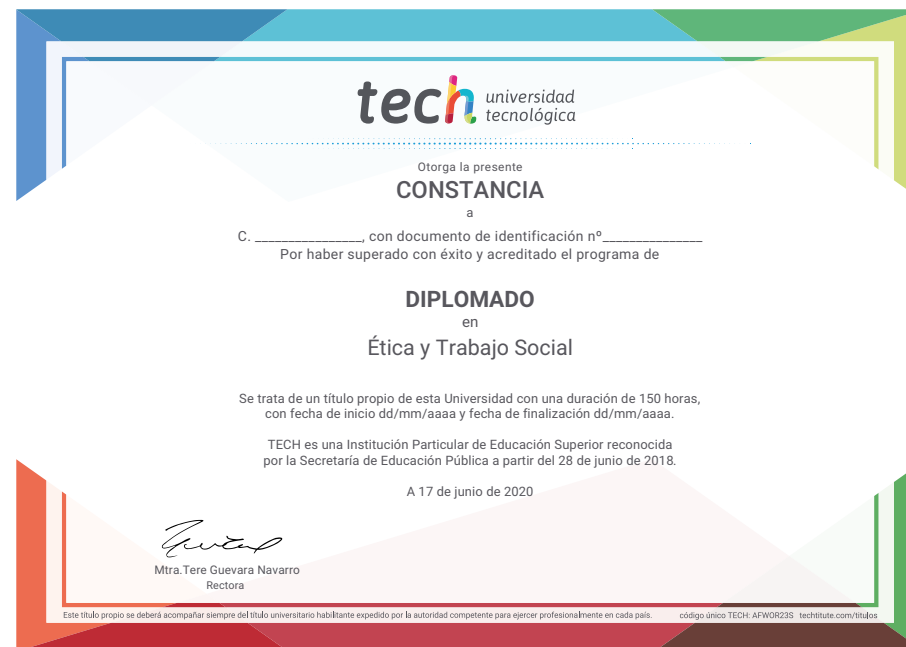 tech universidad
tecnológica
Otorga la presente
CONSTANCIA
a
C. ________________, con documento de identificación nº_______________
Por haber superado con éxito y acreditado el programa de
DIPLOMADO
en
Ética y Trabajo Social
Se trata de un título propio de esta Universidad con una duración de 150 horas,
con fecha de inicio dd/mm/aaaa y fecha de finalización dd/mm/aaaa.
TECH es una Institución Particular de Educación Superior reconocida
por la Secretaría de Educación Pública a partir del 28 de junio de 2018.
A 17 de junio de 2020
Mtra.Tere Guevara Navarro
Rectora
Este título propio se deberá acompañar siempre del título universitario habilitante expedido por la autoridad competente para ejercer profesionalmente en cada país. código único TECH: AFWOR23S techtitute.com/titulos